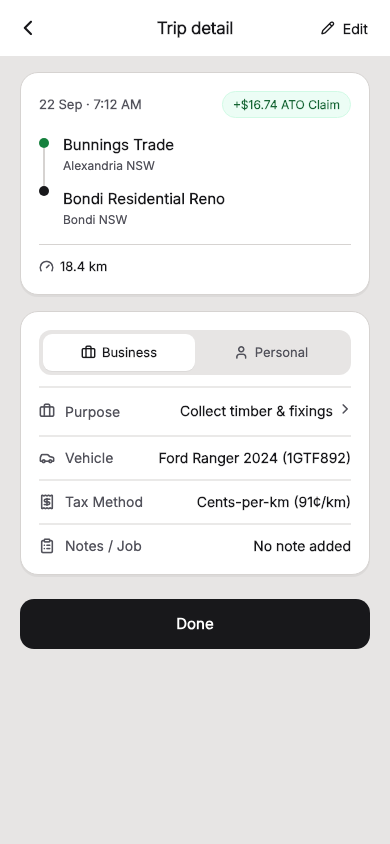 Trip detail
Edit
22 Sep · 7:12 AM
+$16.74 ATO Claim
Bunnings Trade
Alexandria NSW
Bondi Residential Reno
Bondi NSW
18.4 km
Business
Personal
Purpose
Collect timber & fixings
Vehicle
Ford Ranger 2024 (1GTF892)
Tax Method
Cents-per-km (91¢/km)
Notes / Job
No note added
Done